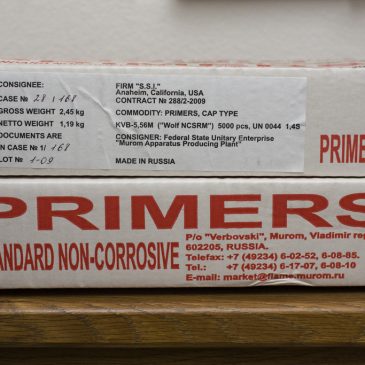 CONSIGNEE:
CASE № 28 / 168
GROSS WEIGHT 2,45 kg
NETTO WEIGHT 1,19 kg
DOCUMENTS ARE
IN CASE № 1/ 168
LOT № 1-09
FIRM "S.S.I."
Anaheim, California, USA
CONTRACT № 288/2-2009
COMMODITY: PRIMERS, CAP TYPE
KVB-5,56M ("Wolf NCSRM") 5000 pcs, UN 0044 1,4S
CONSIGNER: Federal State Unitary Enterprise
"Murom Apparatus Producing Plant"
MADE IN RUSSIA
PRIMER
PRIMERS
ANDARD NON-CORROSIVE
P/o "Verbovski", Murom, Vladimir reg
602205, RUSSIA.
Telefax: +7 (49234) 6-02-52, 6-08-85.
Tel.: +7 (49234) 6-17-07, 6-08-10
E-mail: market@flame.murom.ru